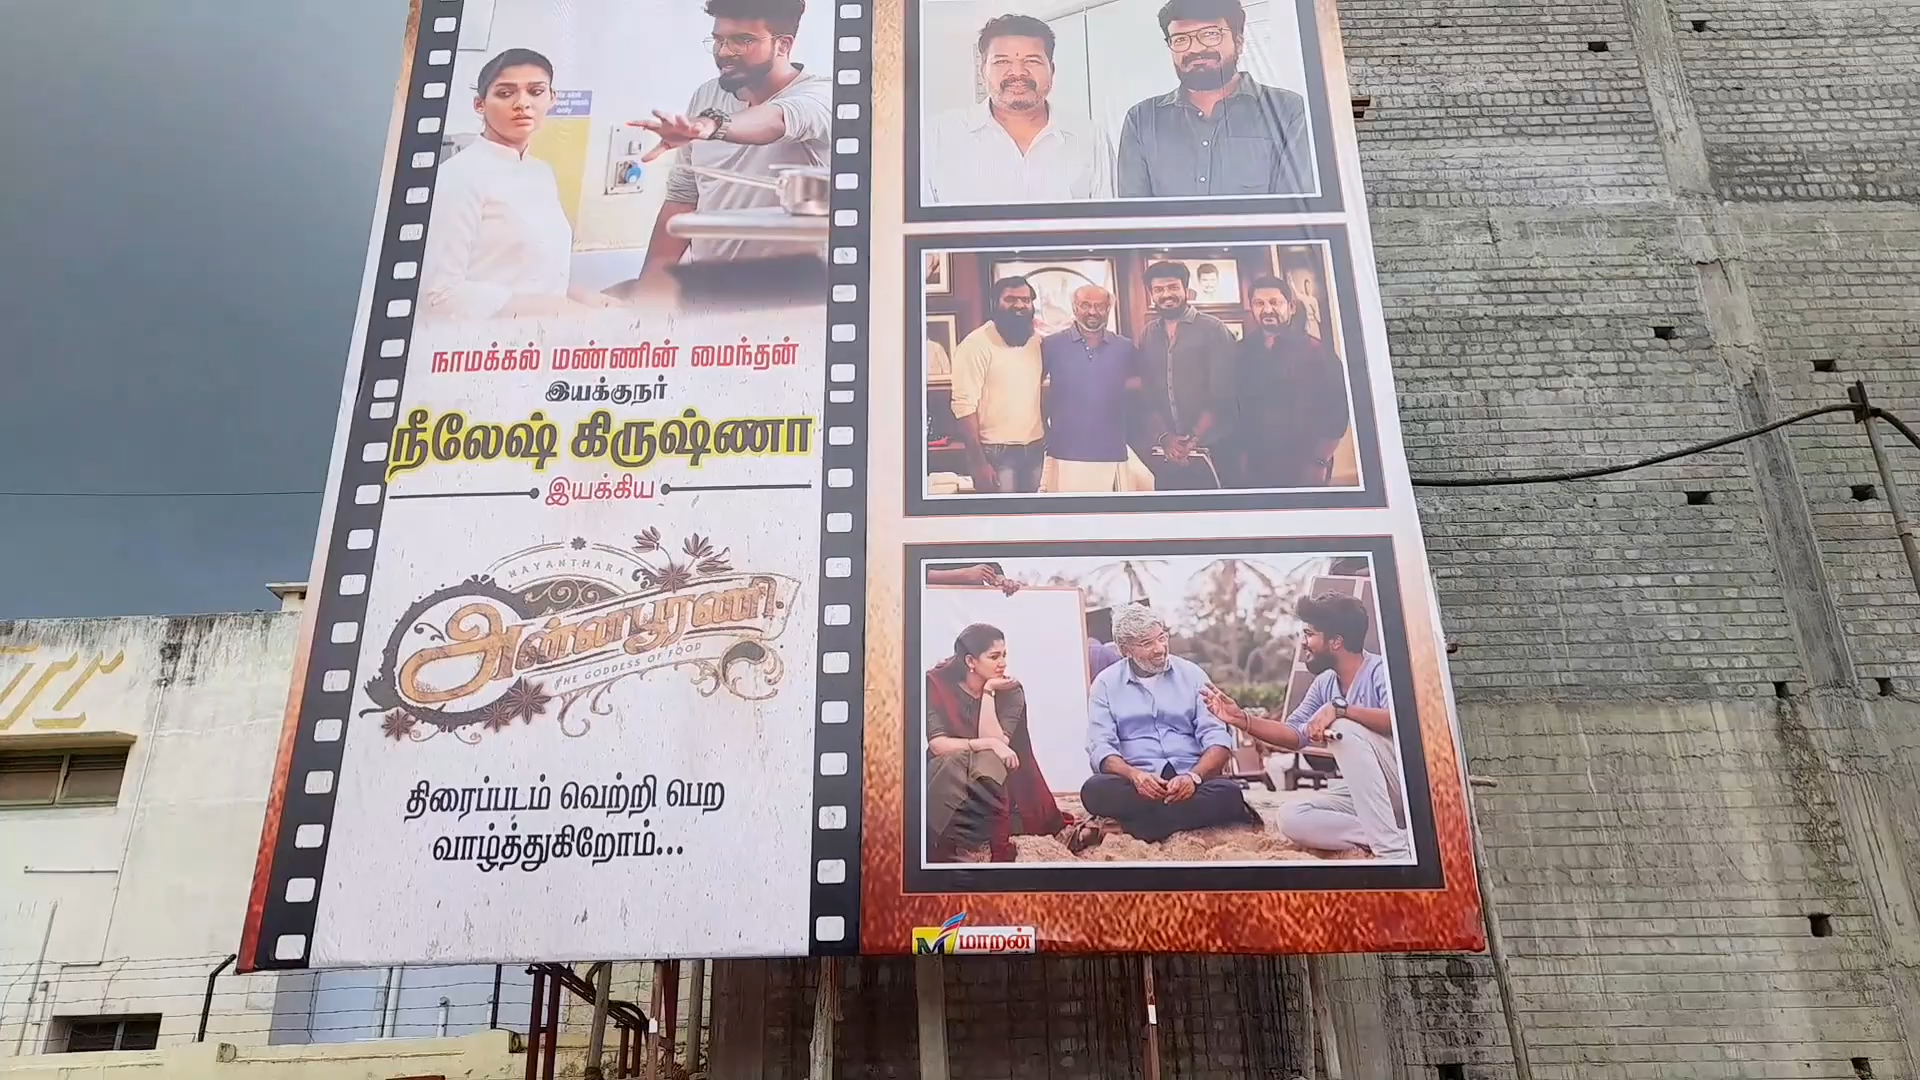 நாமக்கல் மண்ணின் மைந்தன்
இயக்குநர்
நீலேஷ் கிருஷ்ணா
இயக்கிய
NAYANTHARA
அன்னபூரணி
THE GODDESS OF FOOD
திரைப்படம் வெற்றி பெற
வாழ்த்துகிறோம்...
M மாறன்